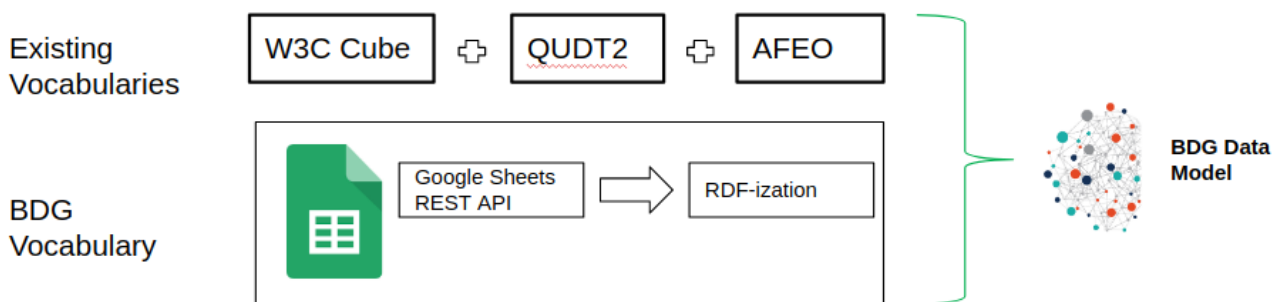 Existing
Vocabularies
W3C Cube
QUDT2
AFEO
BDG
Vocabulary
Google Sheets
REST API
RDF-ization
BDG Data
Model